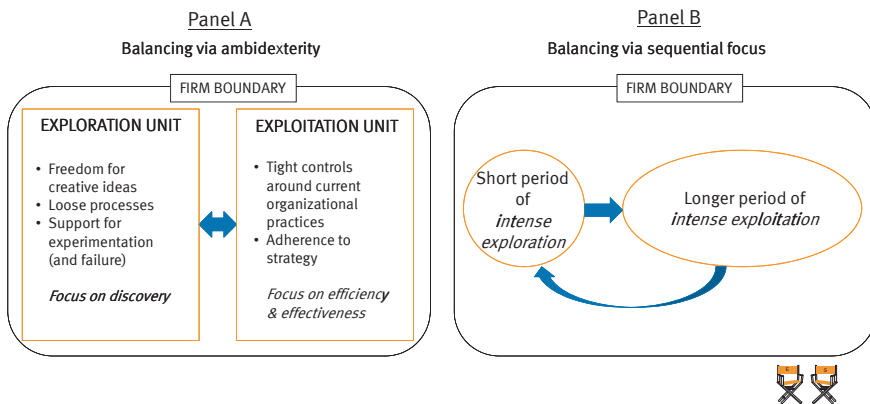 Panel A
Balancing via ambidexterity
FIRM BOUNDARY
EXPLORATION UNIT
• Freedom for
creative ideas
• Loose processes
• Support for
experimentation
(and failure)
Focus on discovery
EXPLOITATION UNIT
• Tight controls
around current
organizational
practices
• Adherence to
strategy
Focus on efficiency
& effectiveness
Panel B
Balancing via sequential focus
FIRM BOUNDARY
Short period
of
intense
exploration
Longer period of
intense exploitation